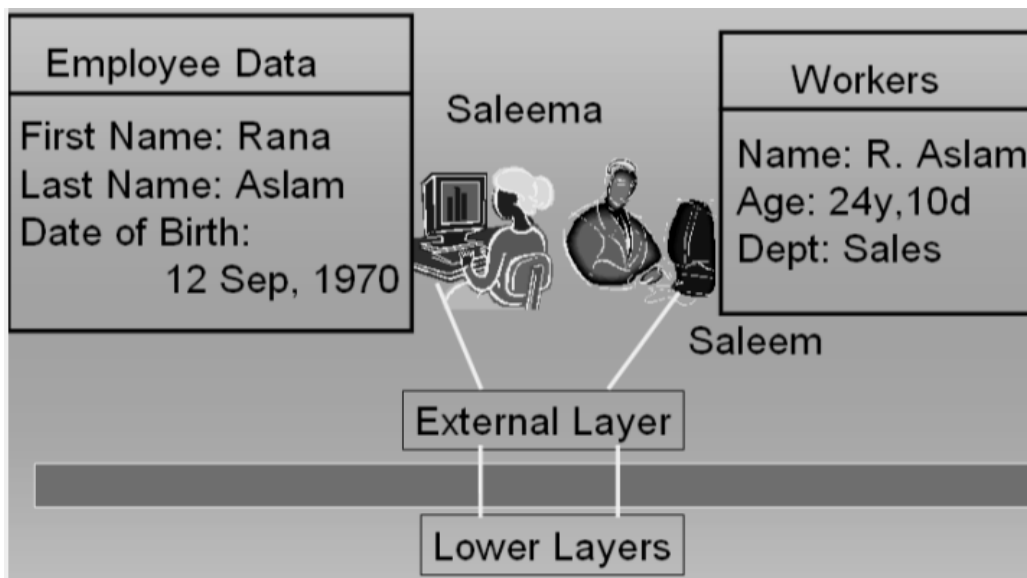 Employee Data
First Name: Rana
Last Name: Aslam
Date of Birth:
12 Sep, 1970
Saleema
Workers
Name: R. Aslam
Age: 24y,10d
Dept: Sales
Saleem
External Layer
Lower Layers